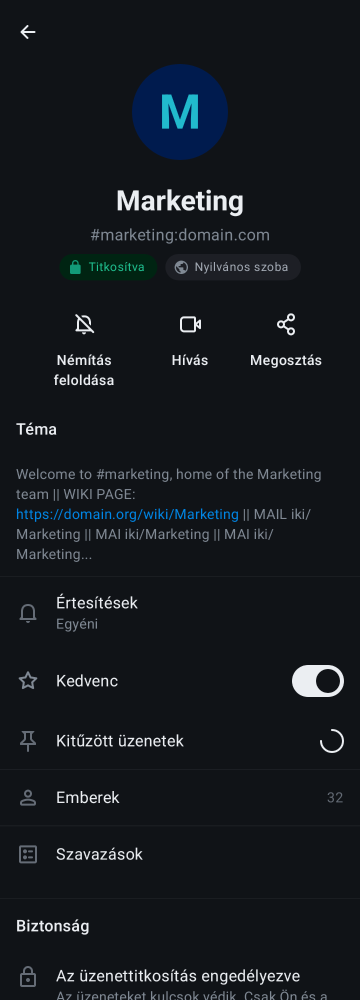 M
Marketing
#marketing:domain.com
Titkosítva
Nyilvános szoba
Némítás
feloldása
Hívás
Megosztás
Téma
Welcome to #marketing, home of the Marketing
team || WIKI PAGE:
https://domain.org/wiki/Marketing || MAIL iki/
Marketing || MAI iki/Marketing || MAI iki/
Marketing...
Értesítések
Egyéni
Kedvenc
Kitűzött üzenetek
Emberek
32
Szavazások
Biztonság
Az üzenettitkosítás engedélyezve
Az üzeneteket kulcsok védik. Csak Ön és a